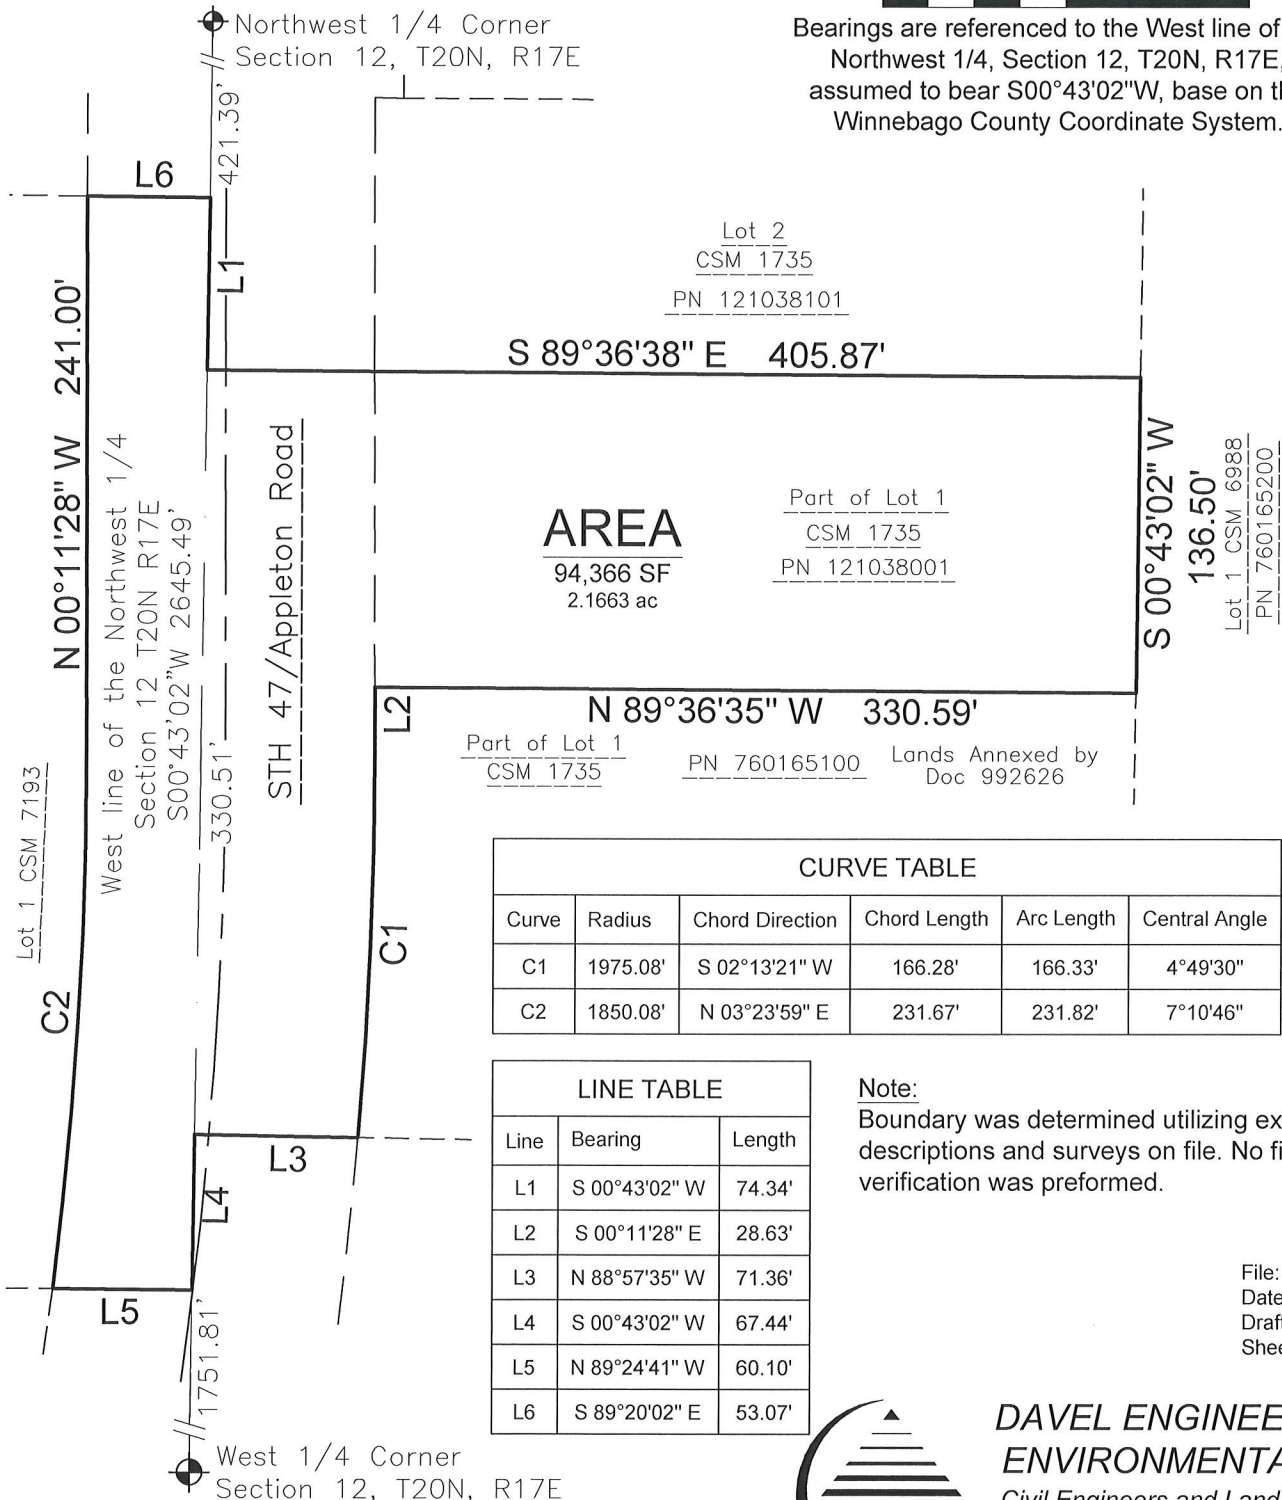 Northwest 1/4 Corner
Section 12, T20N, R17E
Bearings are referenced to the West line of
Northwest 1/4, Section 12, T20N, R17E,
assumed to bear S00°43'02"W, base on
Winnebago County Coordinate System.
421.39'
L6
L1
Lot 2
CSM 1735
PN 121038101
S 89°36'38" E 405.87'
N 00°11'28" W 241.00'
West line of the Northwest 1/4
Section 12 T20N R17E
S00°43'02"W 2645.49'
330.51'
STH 47/Appleton Road
AREA
94,366 SF
2.1663 ac
Part of Lot 1
CSM 1735
PN 121038001
S 00°43'02" W
136.50'
Lot 1 CSM 6988
PN 760165200
L2
N 89°36'35" W 330.59'
Part of Lot 1
CSM 1735
PN 760165100
Lands Annexed by
Doc 992626
Lot 1 CSM 7193
C2
C1
CURVE TABLE
Curve Radius Chord Direction Chord Length Arc Length Central Angle
C1 1975.08' S 02°13'21" W 166.28' 166.33' 4°49'30"
C2 1850.08' N 03°23'59" E 231.67' 231.82' 7°10'46"
LINE TABLE
Line Bearing Length
L1 S 00°43'02" W 74.34'
L2 S 00°11'28" E 28.63'
L3 N 88°57'35" W 71.36'
L4 S 00°43'02" W 67.44'
L5 N 89°24'41" W 60.10'
L6 S 89°20'02" E 53.07'
Note:
Boundary was determined utilizing
descriptions and surveys on file. No
verification was preformed.
L3
L4
L5
1751.81'
West 1/4 Corner
Section 12, T20N, R17E
File:
Date
DAVEL
Civil Engineers and